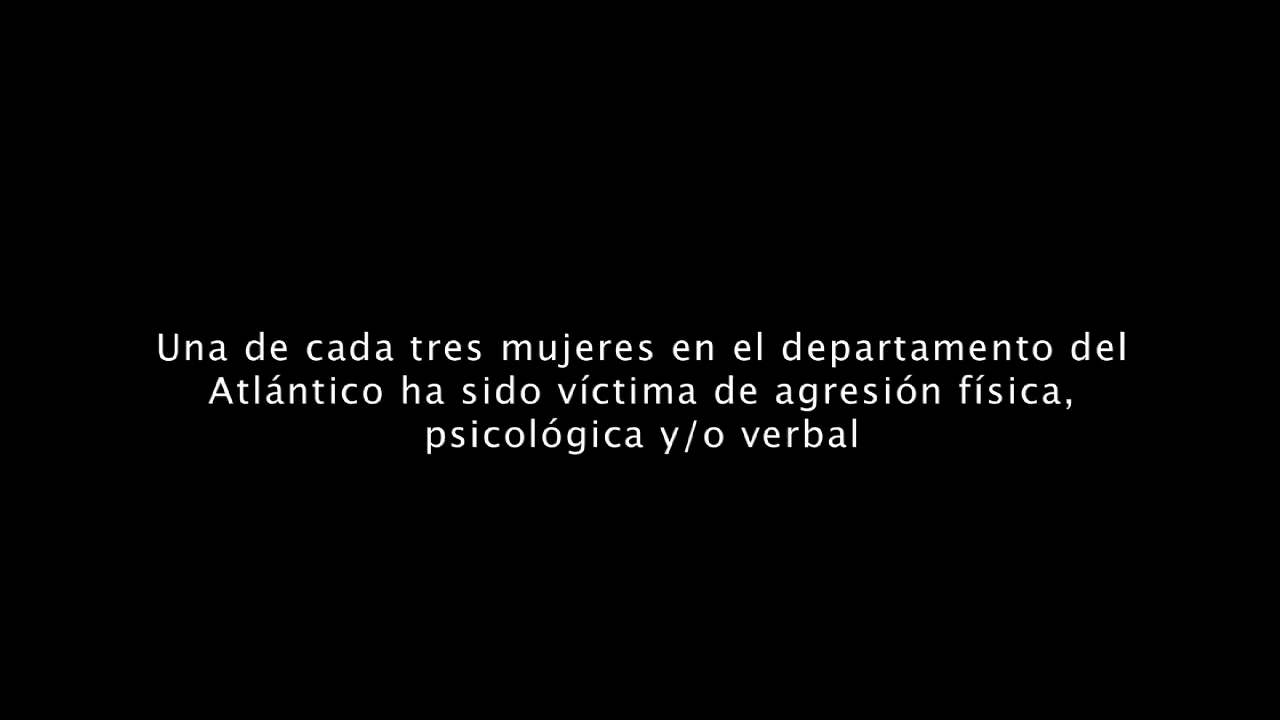 Una de cada tres mujeres en el departamento del
Atlántico ha sido víctima de agresión física,
psicológica y/o verbal